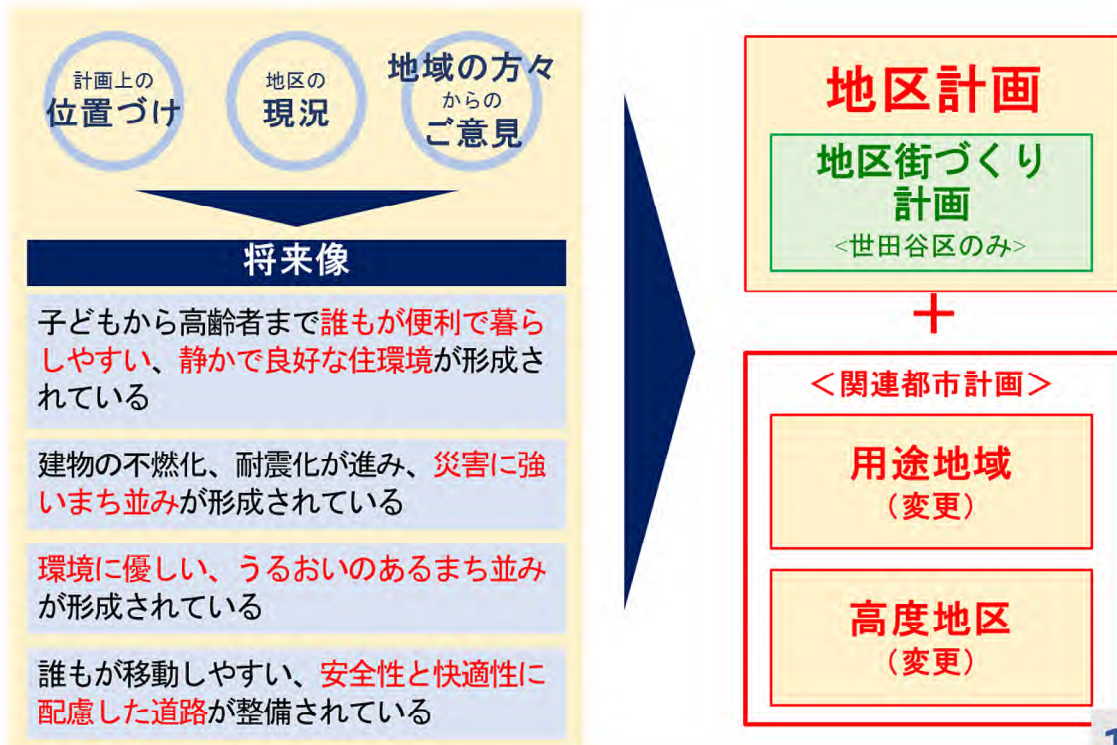 計画上の
位置づけ
地区の
現況
地域の方々
からの
ご意見
将来像
子どもから高齢者まで誰もが便利で暮ら
しやすい、静かで良好な住環境が形成さ
れている
建物の不燃化、耐震化が進み、災害に強
いまち並みが形成されている
環境に優しい、うるおいのあるまち並み
が形成されている
誰もが移動しやすい、安全性と快適性に
配慮した道路が整備されている
地区計画
地区街づくり
計画
<世田谷区のみ>
+
<関連都市計画>
用途地域
(変更)
高度地区
(変更)